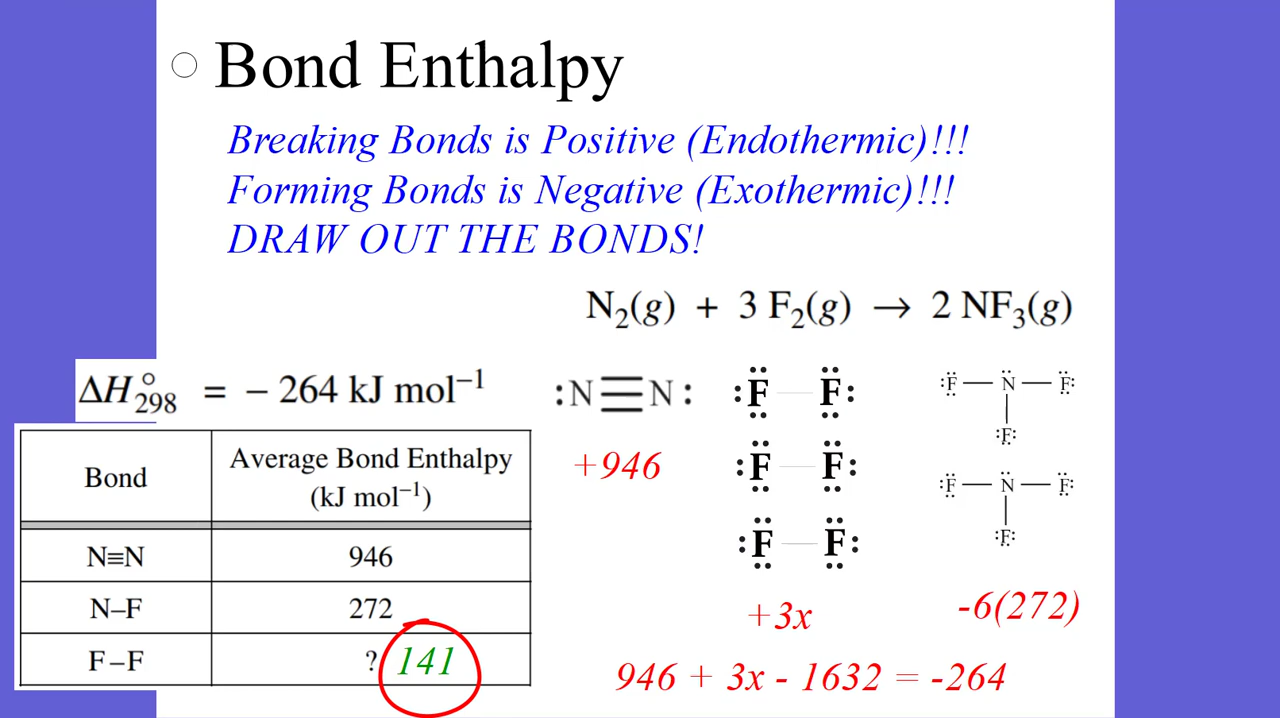 Bond Enthalpy
Breaking Bonds is Positive (Endothermic)!!!
Forming Bonds is Negative (Exothermic)!!!
DRAW OUT THE BONDS!
N₂(g) + 3 F₂(g) → 2 NF₃(g)
ΔH°₂₉₈ = − 264 kJ mol⁻¹
:N≡N:
F — F
F — N — F
F
F — F
F — N — F
F
F — F
+946
+3x
-6(272)
946 + 3x - 1632 = -264
Bond Average Bond Enthalpy (kJ mol⁻¹)
N≡N 946
N–F 272
F–F ? 141